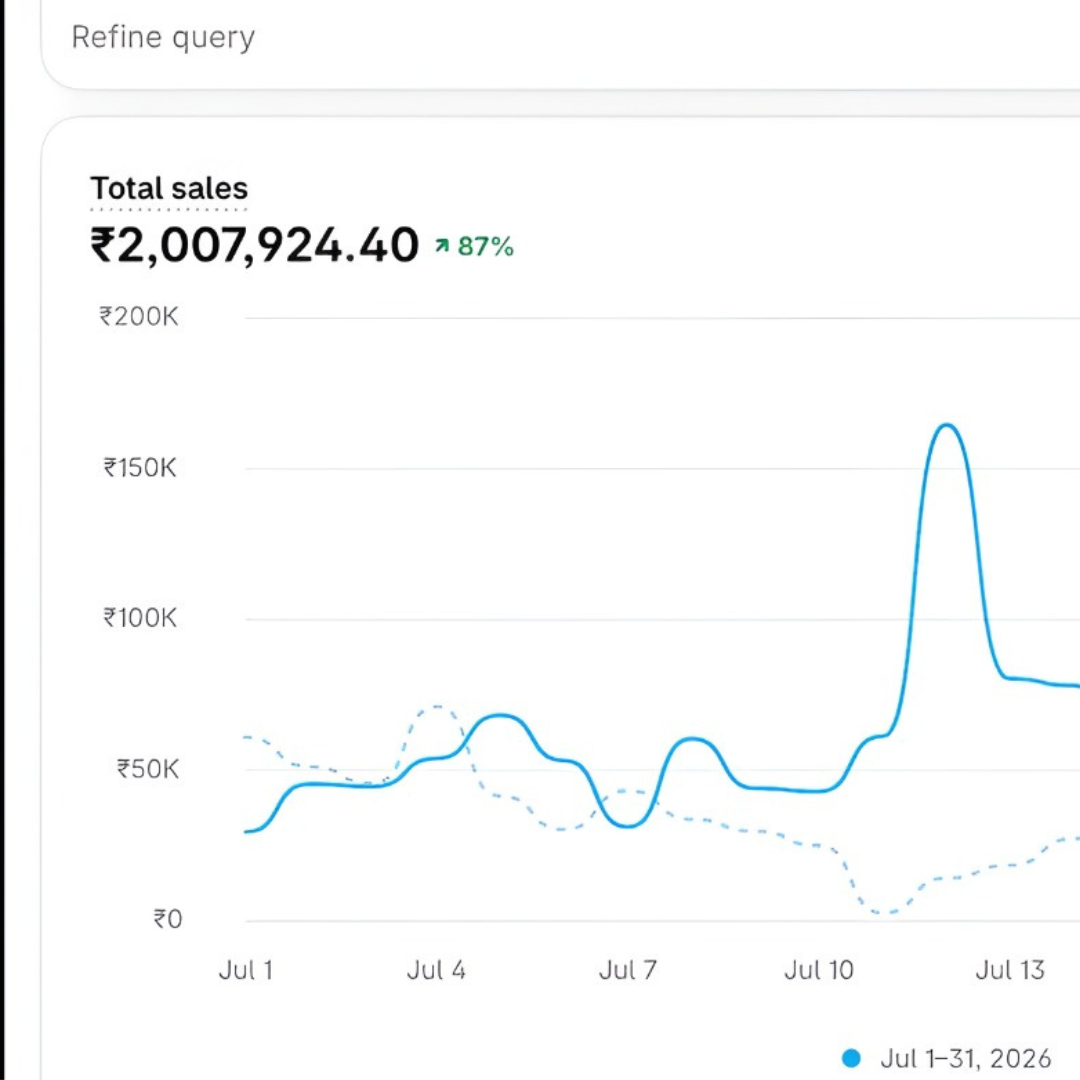 Refine query
Total sales
₹2,007,924.40 ↗ 87%
₹200K
₹150K
₹100K
₹50K
₹0
Jul 1 Jul 4 Jul 7 Jul 10 Jul 13
Jul 1–31, 2026